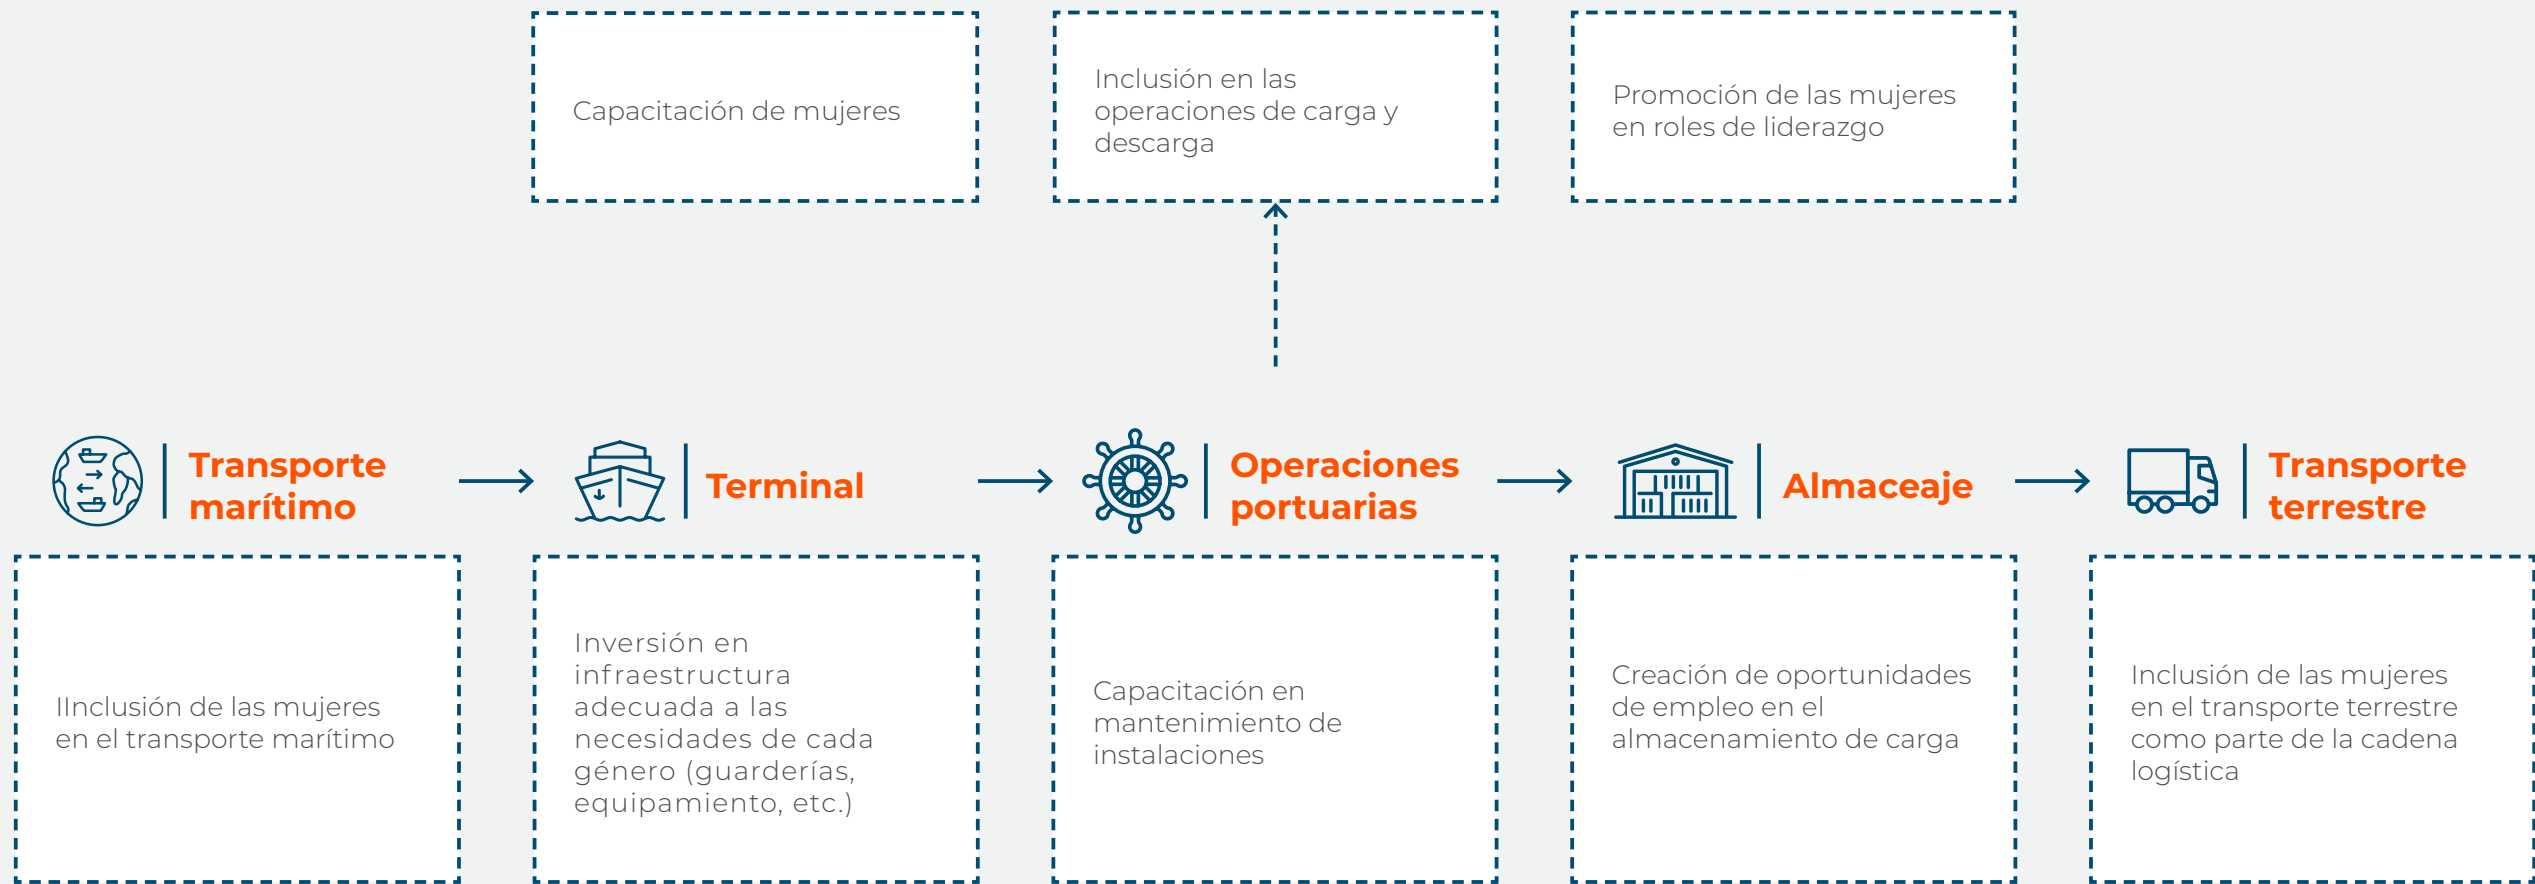 Capacitación de mujeres
Inclusión en las
operaciones de carga y
descarga
Promoción de las mujeres
en roles de liderazgo
Transporte
marítimo
Terminal
Operaciones
portuarias
Almaceaje
Transporte
terrestre
IInclusión de las mujeres
en el transporte marítimo
Inversión en
infraestructura
adecuada a las
necesidades de cada
género (guarderías,
equipamiento, etc.)
Capacitación en
mantenimiento de
instalaciones
Creación de oportunidades
de empleo en el
almacenamiento de carga
Inclusión de las mujeres
en el transporte terrestre
como parte de la cadena
logística